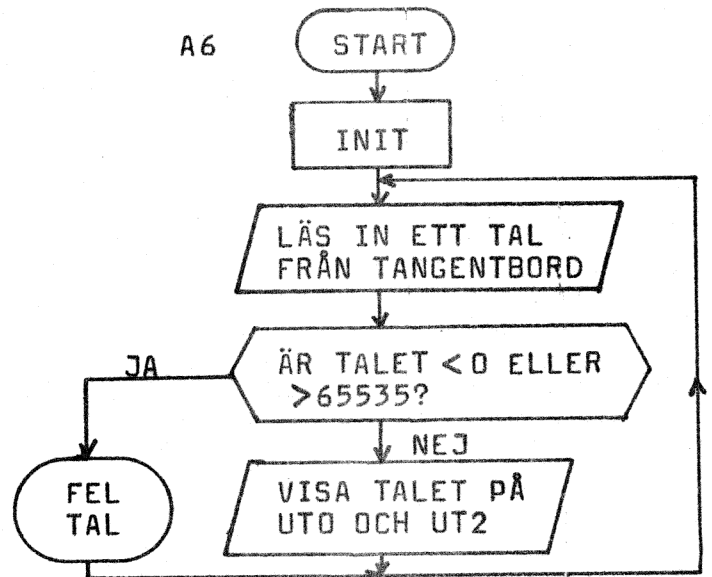 A6
START
INIT
LÄS IN ETT TAL
FRÅN TANGENTBORD
ÄR TALET <0 ELLER
>65535?
JA
NEJ
FEL
TAL
VISA TALET PÅ
UT0 OCH UT2